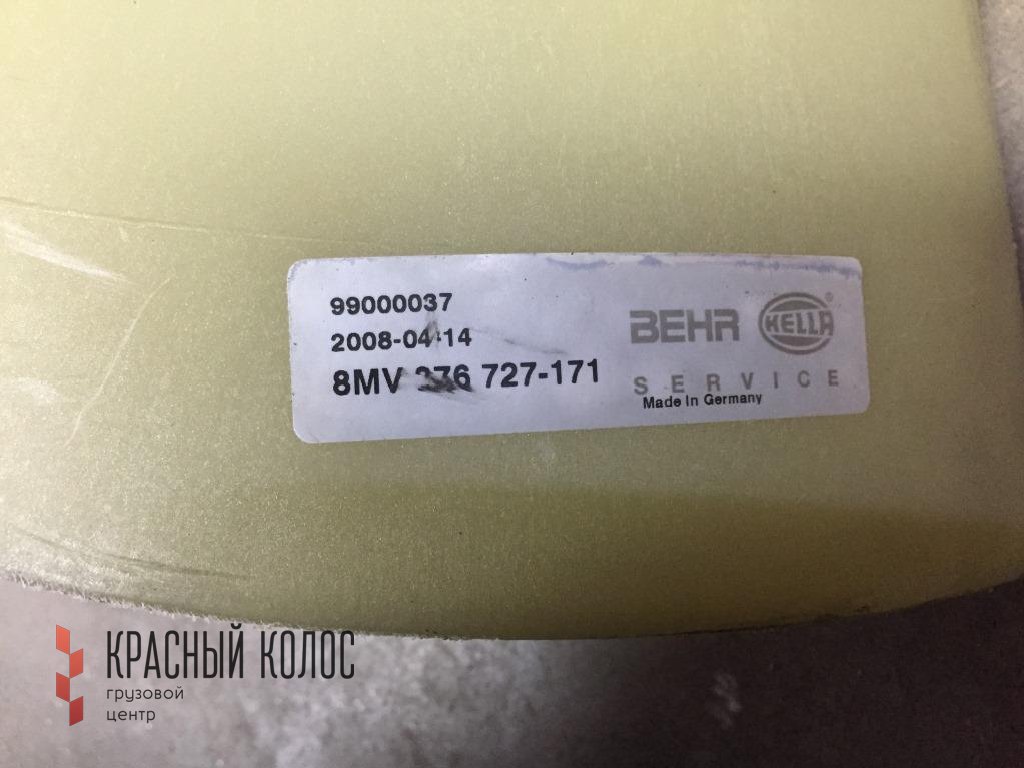 99000037
2008-04-14
8MV 376 727-171
BEHR HELLA®
SERVICE
Made In Germany
КРАСНЫЙ КОЛОС
грузовой
центр